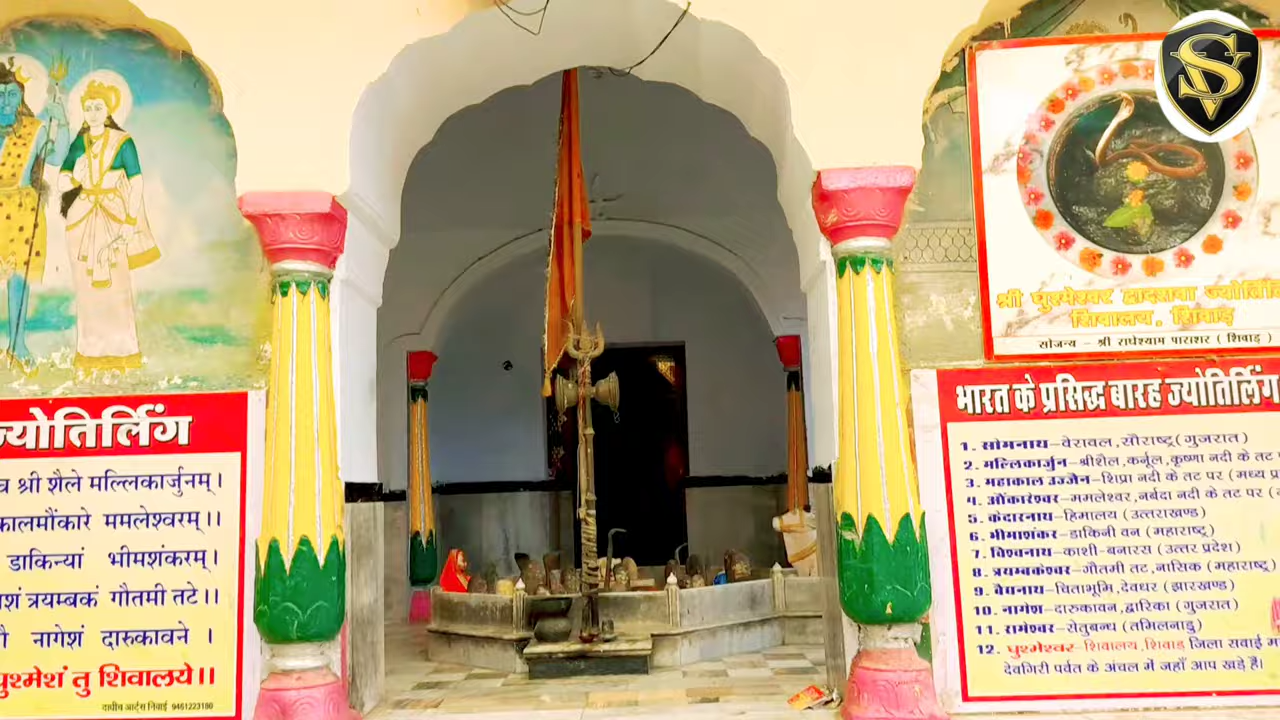 ज्योतिर्लिंग
श्री शैले मल्लिकार्जुनम्।
ममलेश्वरम्।।
डाकिन्यां भीमशंकरम्।
त्रयम्बकं गौतमी तटे।।
नागेशं दारुकावने ।
तु शिवालये।।
9461223180
SV
श्री घुश्मेश्वर द्वादशवा
शिवालय, शिवाड़
सौजन्य - श्री राधेश्याम पाराशर ( शिवाड़ )
भारत के प्रसिद्ध बारह ज्योतिर्लिंग
1. सोमनाथ–वेरावल,सौराष्ट्र(गुजरात)
2. मल्लिकार्जुन–श्रीशैल,कर्नूल,कृष्णा नदी के तट
3. महाकाल उज्जैन–शिप्रा नदी के तट पर (मध्य
4. ओंकारेश्वर–ममलेश्वर,नर्बदा नदी के तट पर
5. केदारनाथ–हिमालय (उत्तराखण्ड)
6. भीमाशंकर–डाकिनी वन (महाराष्ट्र)
7. विश्वनाथ–काशी-बनारस (उत्तर प्रदेश)
8. त्रयम्बकेश्वर–गौतमी तट,नासिक (महाराष्ट्र)
9. बैद्यनाथ–चिताभूमि,देवधर (झारखण्ड)
10. नागेश–दारुकावन,द्वारिका (गुजरात)
11. रामेश्वर–सेतुबन्ध (तमिलनाडु)
12. घुश्मेश्वर–शिवालय,शिवाड़ जिला सवाई
देवगिरी पर्वत के अंचल में जहाँ आप खड़े हैं।